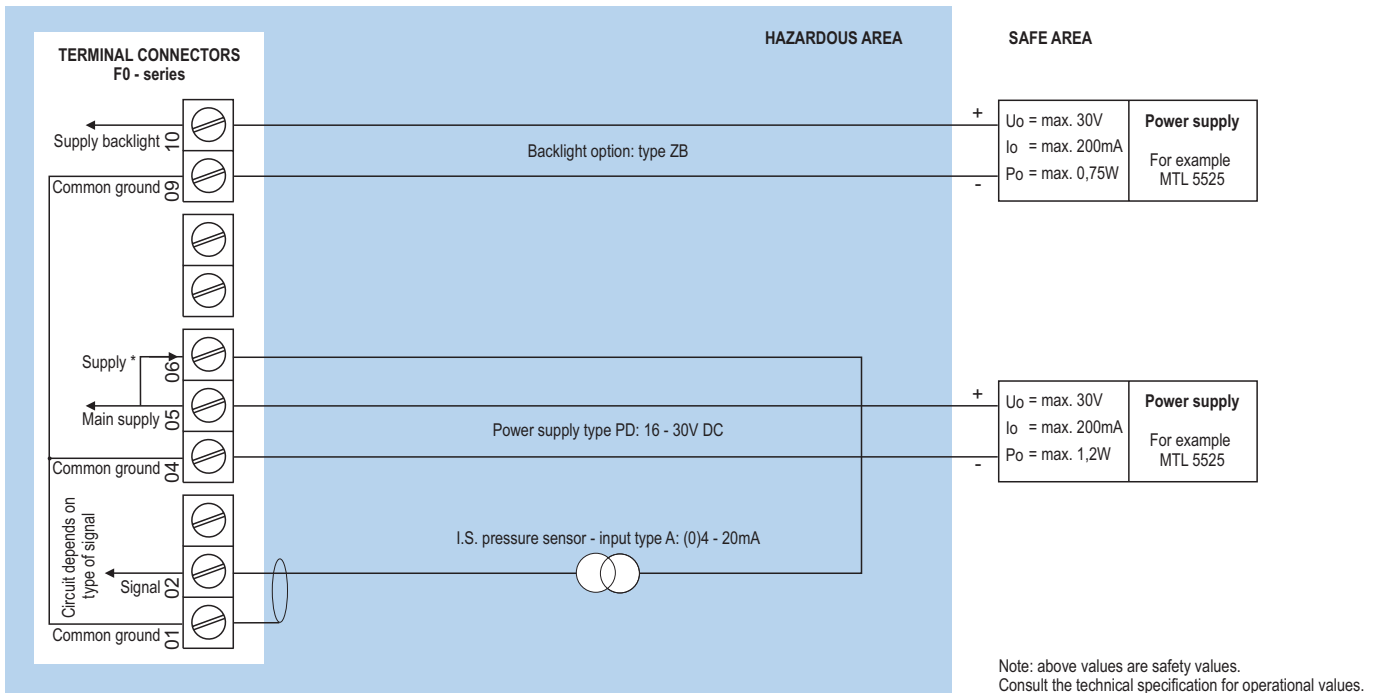 HAZARDOUS AREA
SAFE AREA
TERMINAL CONNECTORS
F0 - series
Supply backlight
10
Common ground
09
Backlight option: type ZB
+
-
Uo = max. 30V
Io = max. 200mA
Po = max. 0,75W
Power supply
For example
MTL 5525
Supply *
06
Main supply
05
Common ground
04
Power supply type PD: 16 - 30V DC
+
-
Uo = max. 30V
Io = max. 200mA
Po = max. 1,2W
Power supply
For example
MTL 5525
Circuit depends on
type of signal
I.S. pressure sensor - input type A: (0)4 - 20mA
Signal
02
Common ground
01
Note: above values are safety values.
Consult the technical specification for operational values.